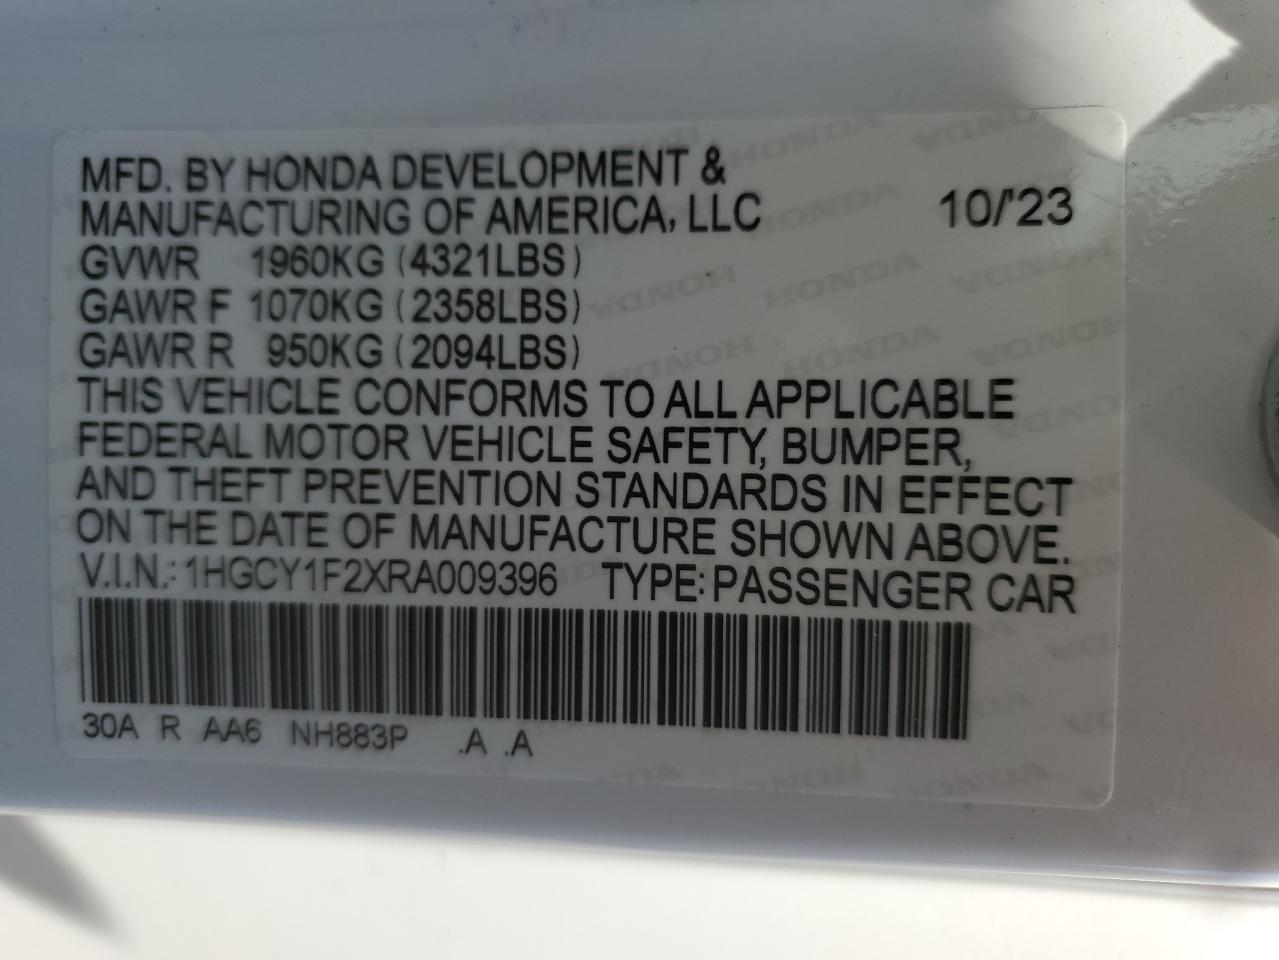 MFD. BY HONDA DEVELOPMENT &
MANUFACTURING OF AMERICA, LLC 10/'23
GVWR 1960KG (4321LBS)
GAWR F 1070KG (2358LBS)
GAWR R 950KG (2094LBS)
THIS VEHICLE CONFORMS TO ALL APPLICABLE
FEDERAL MOTOR VEHICLE SAFETY, BUMPER,
AND THEFT PREVENTION STANDARDS IN EFFECT
ON THE DATE OF MANUFACTURE SHOWN ABOVE.
V.I.N.: 1HGCY1F2XRA009396 TYPE: PASSENGER CAR
30A R AA6 NH883P .A .A